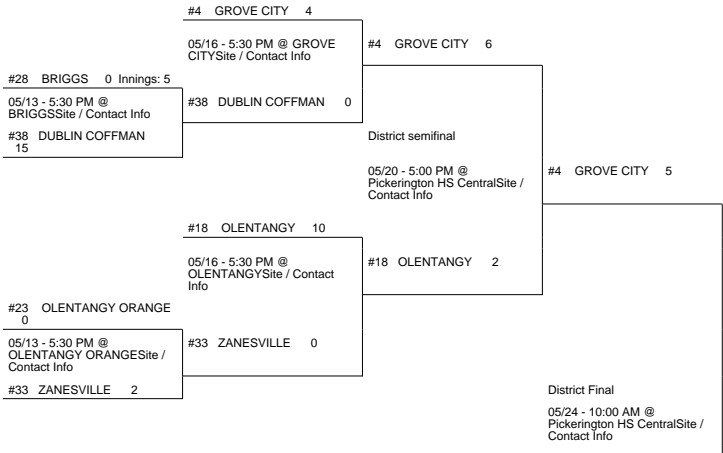 #4 GROVE CITY 4
05/16 - 5:30 PM @ GROVE
CITYSite / Contact Info
#4 GROVE CITY 6
#28 BRIGGS 0 Innings: 5
05/13 - 5:30 PM @
BRIGGSSite / Contact Info
#38 DUBLIN COFFMAN 0
#38 DUBLIN COFFMAN
15
District semifinal
05/20 - 5:00 PM @
Pickerington HS CentralSite /
Contact Info
#4 GROVE CITY 5
#18 OLENTANGY 10
05/16 - 5:30 PM @
OLENTANGYSite / Contact
Info
#18 OLENTANGY 2
#23 OLENTANGY ORANGE
0
05/13 - 5:30 PM @
OLENTANGY ORANGESite /
Contact Info
#33 ZANESVILLE 0
#33 ZANESVILLE 2
District Final
05/24 - 10:00 AM @
Pickerington HS CentralSite /
Contact Info